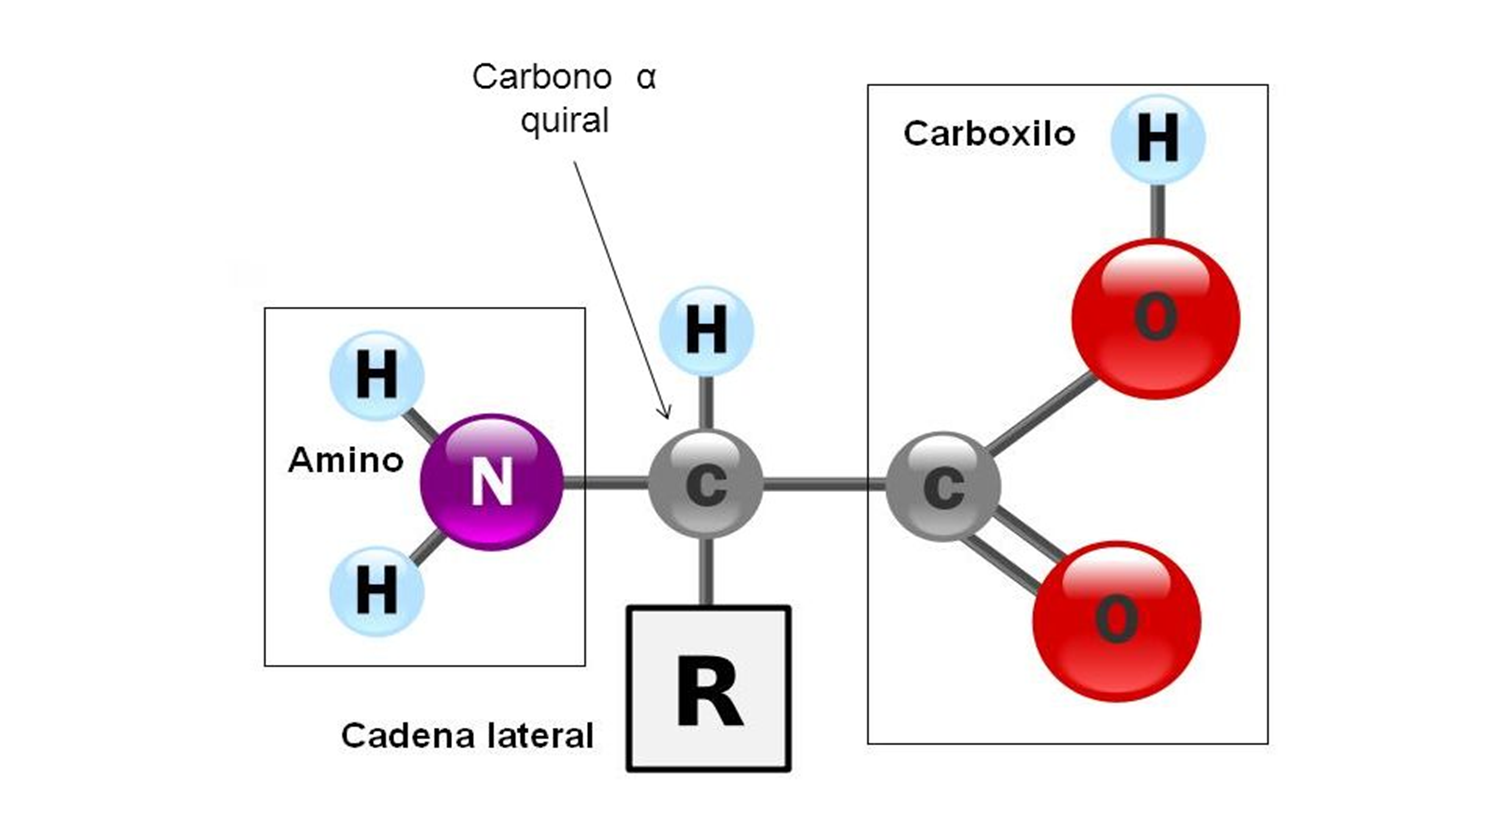 Carbono α
quiral
Carboxilo
H
O
H
H
Amino
N
C
C
H
O
R
Cadena lateral